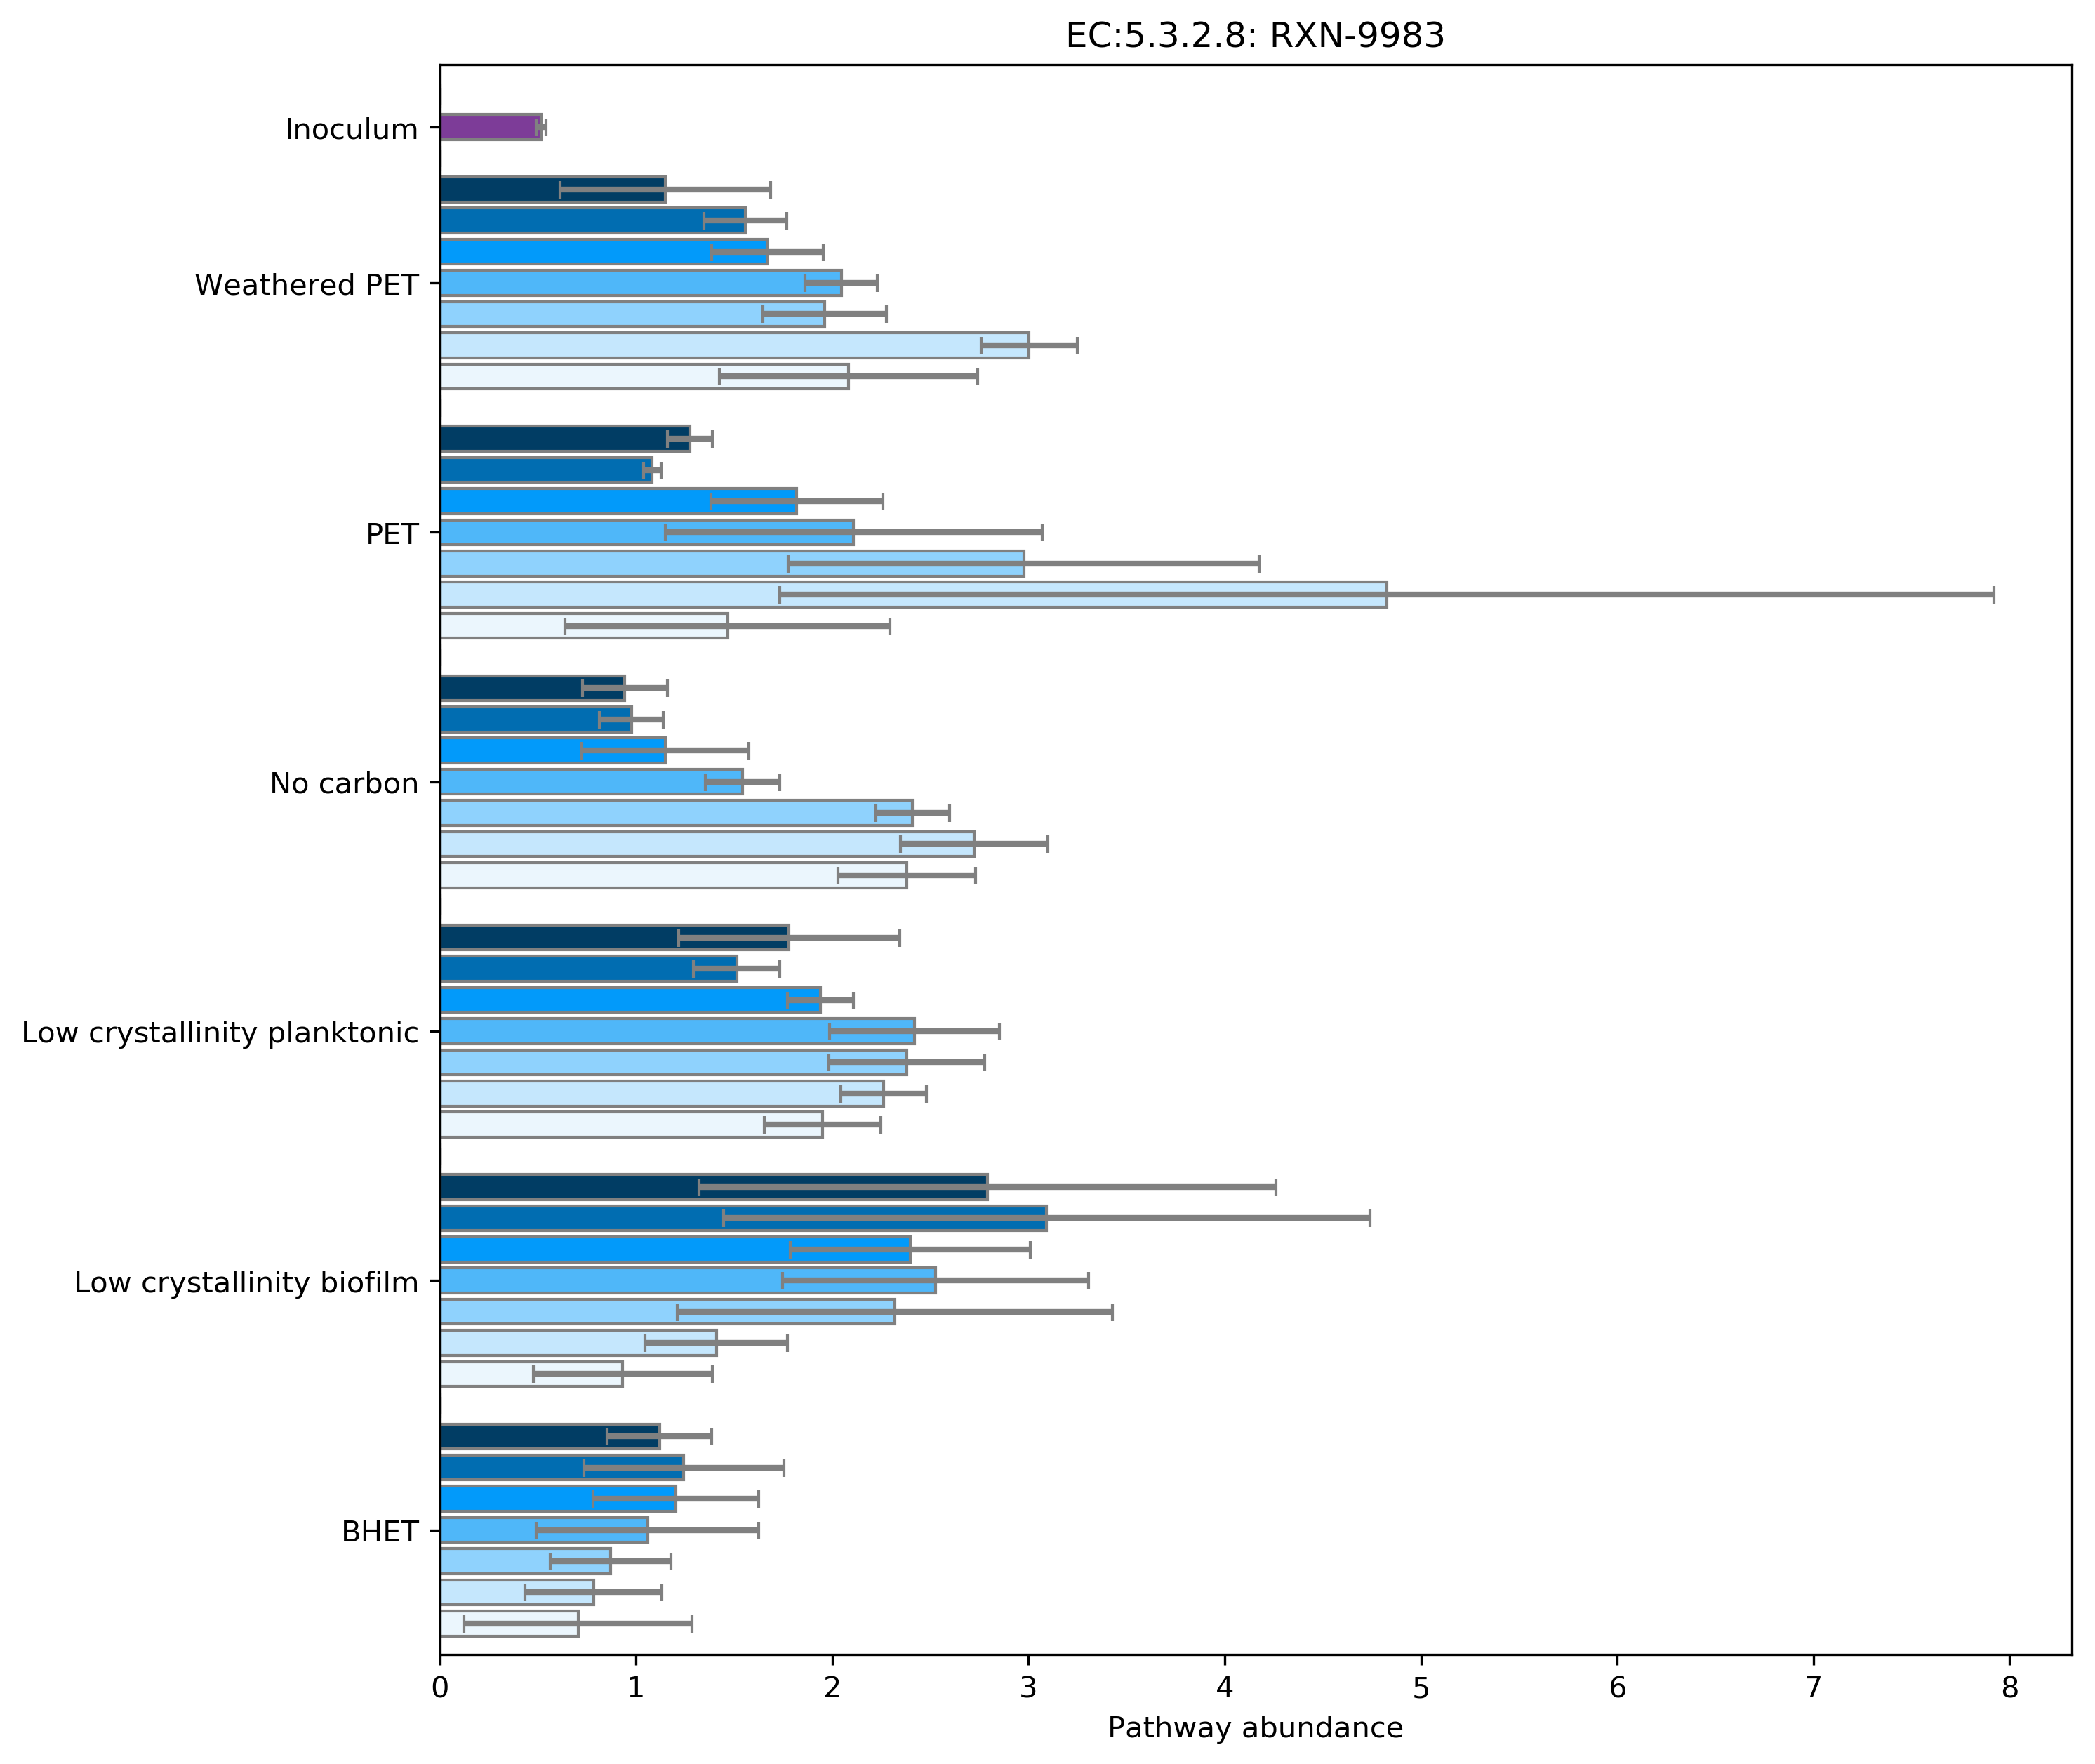 EC:5.3.2.8: RXN-9983
Inoculum
Weathered PET
PET
No carbon
Low crystallinity planktonic
Low crystallinity biofilm
BHET
0 1 2 3 4 5 6 7 8
Pathway abundance